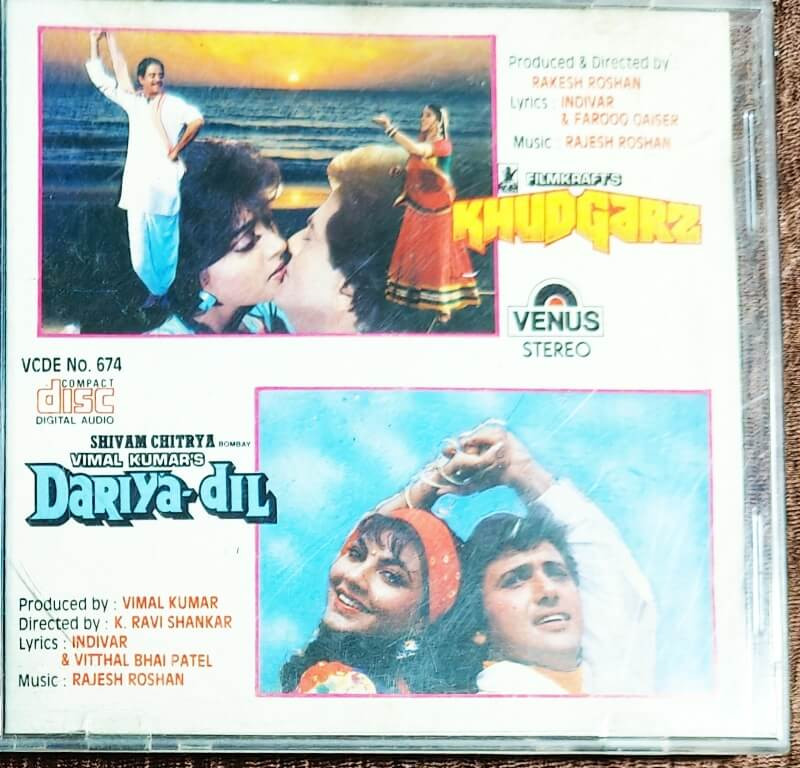 Produced & Directed by
RAKESH ROSHAN
Lyrics : INDIVAR
& FAROOQ QAISER
Music : RAJESH ROSHAN
FILMKRAFT'S
KHUDGARZ
VENUS
STEREO
VCDE No. 674
COMPACT
disc
DIGITAL AUDIO
SHIVAM CHITRYA BOMBAY
VIMAL KUMAR'S
DARIYA-DIL
Produced by : VIMAL KUMAR
Directed by : K. RAVI SHANKAR
Lyrics : INDIVAR
& VITTHAL BHAI PATEL
Music : RAJESH ROSHAN